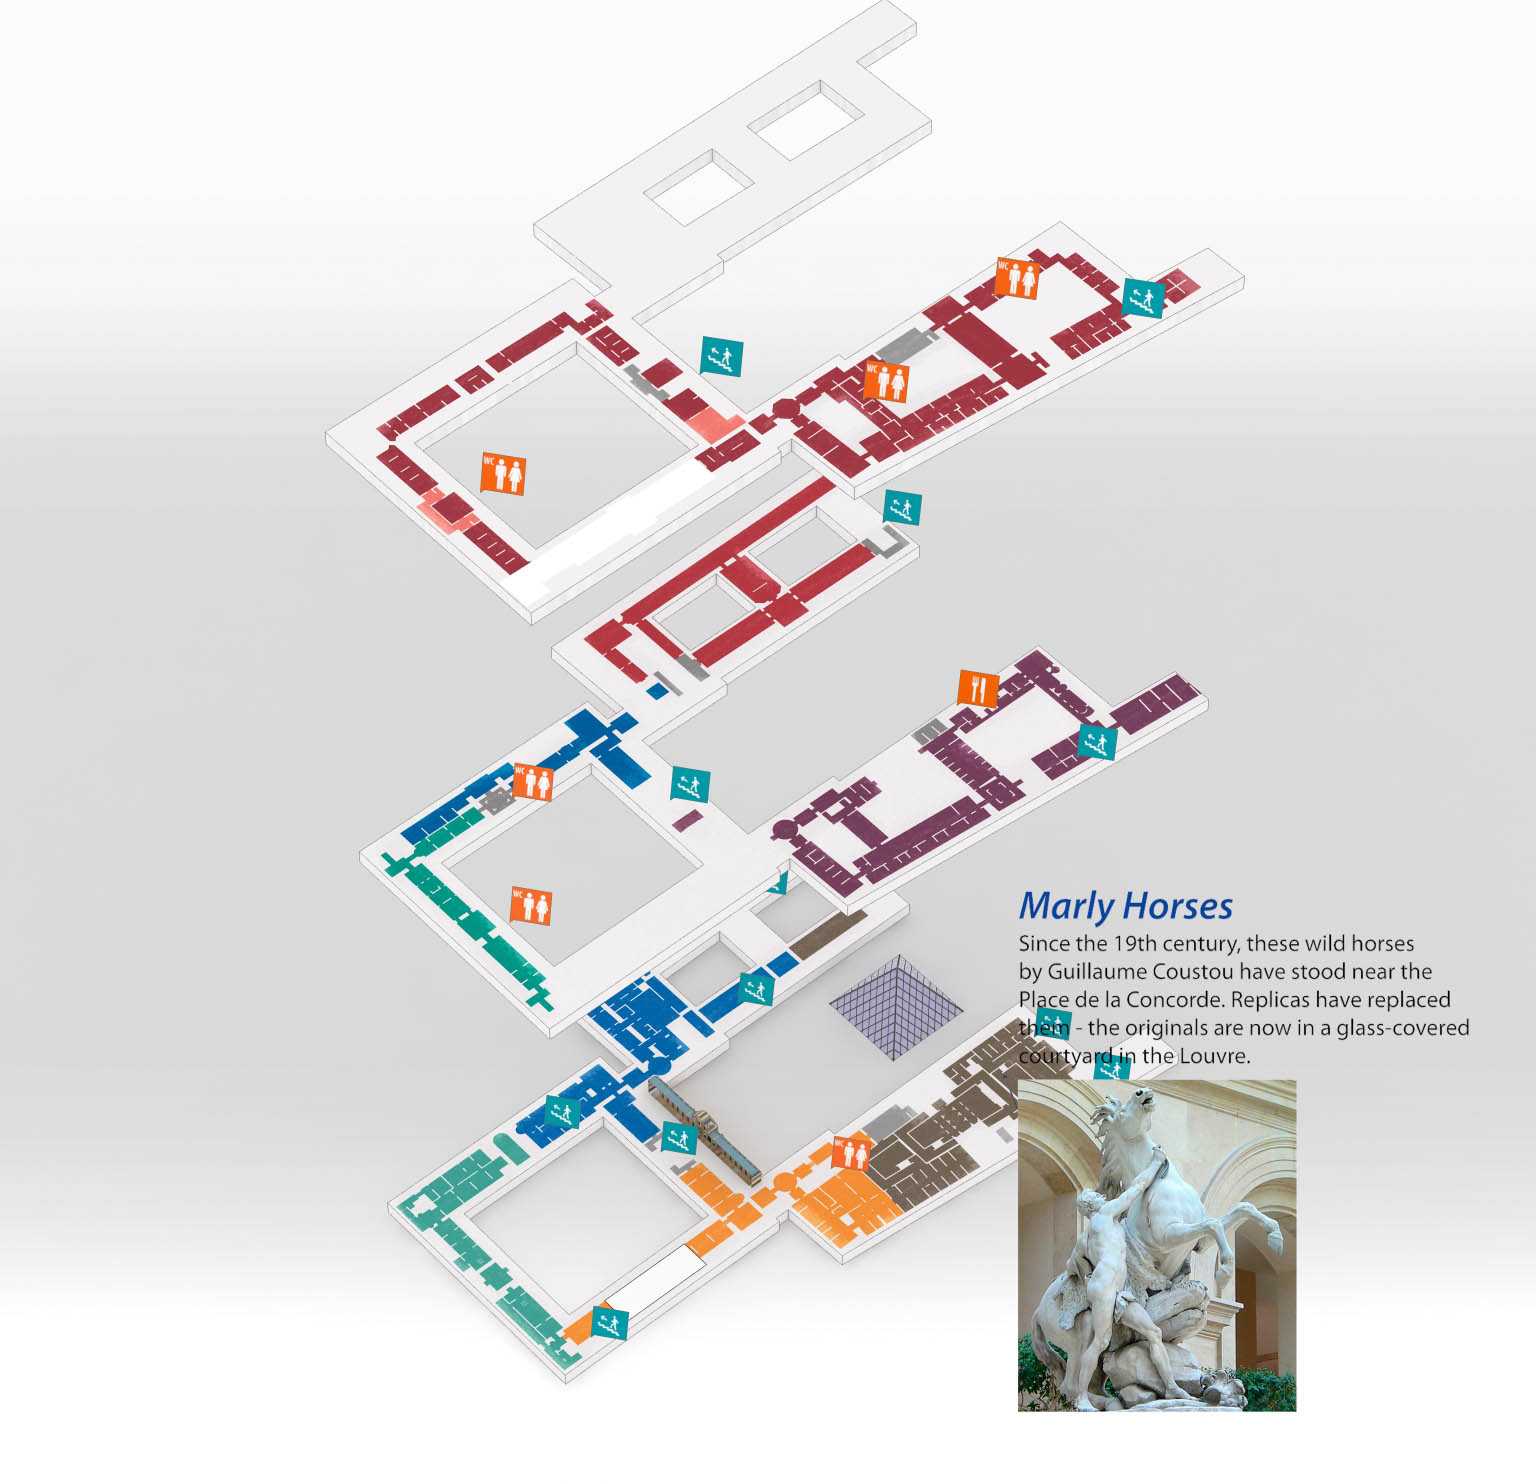 WC
WC
WC
WC
WC
Marly Horses
Since the 19th century, these wild horses
by Guillaume Coustou have stood near the
Place de la Concorde. Replicas have replaced
them - the originals are now in a glass-covered
courtyard in the Louvre.
WC